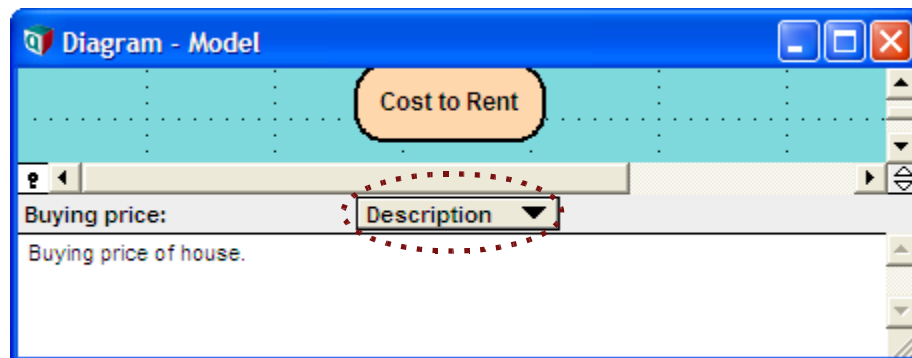 Diagram - Model
Cost to Rent
Buying price: Description
Buying price of house.